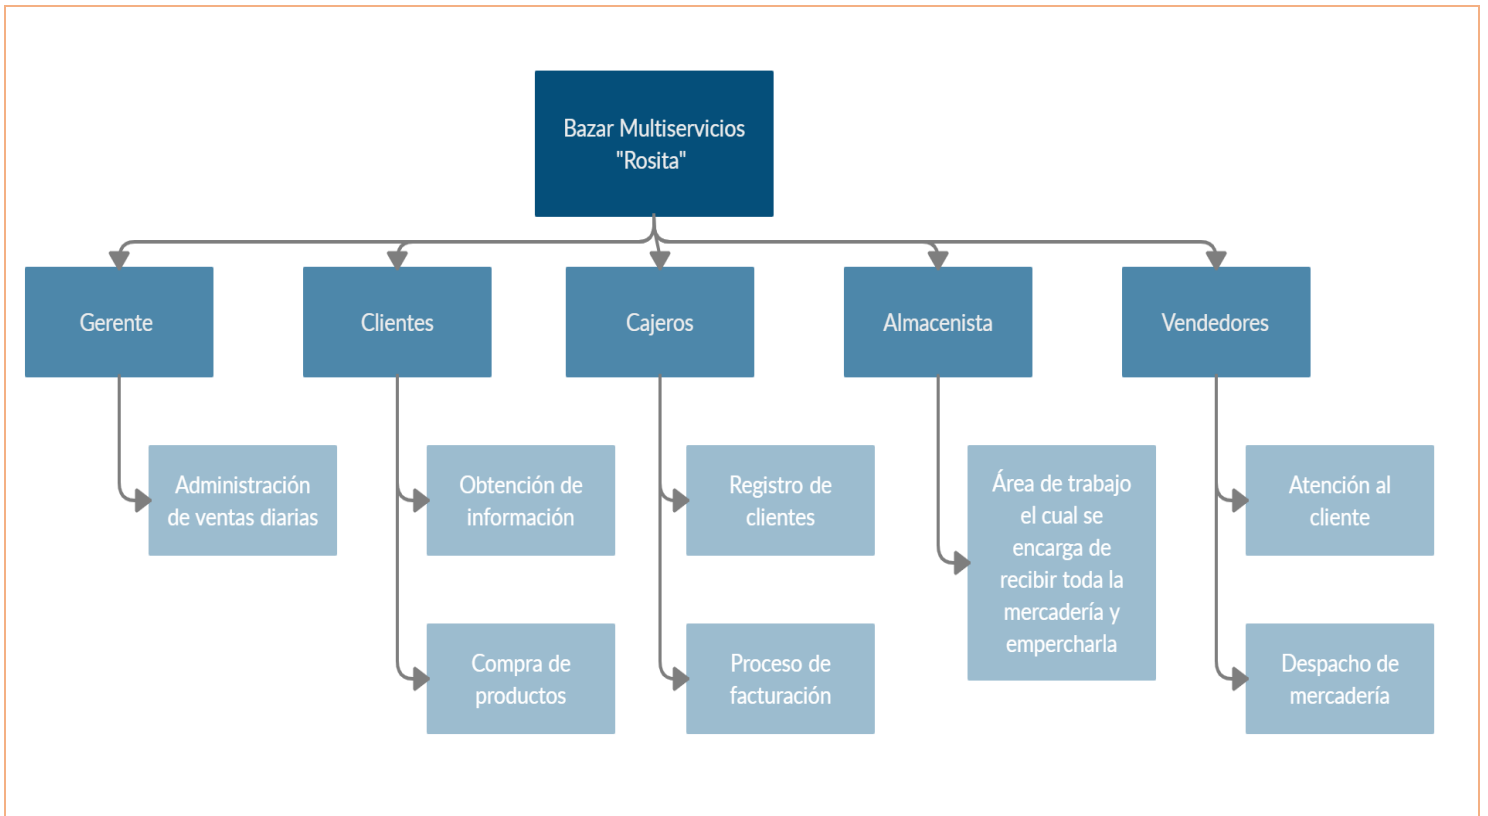 Bazar Multiservicios
"Rosita"
Gerente
Clientes
Cajeros
Almacenista
Vendedores
Administración
de ventas diarias
Obtención de
información
Registro de
clientes
Área de trabajo
el cual se
encarga de
recibir toda la
mercadería y
empercharla
Atención al
cliente
Compra de
productos
Proceso de
facturación
Despacho de
mercadería